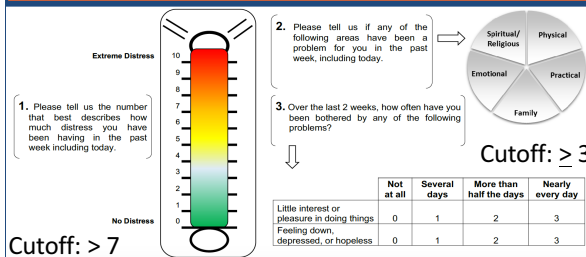 Extreme Distress
10
9
8
7
6
5
4
3
2
1
0
No Distress
1. Please tell us the number
that best describes how
much distress you have
been having in the past
week including today.
Cutoff: > 7
2. Please tell us if any of the
following areas have been a
problem for you in the past
week, including today.
Spiritual/
Religious
Physical
Emotional
Practical
Family
3. Over the last 2 weeks, how often have you
been bothered by any of the following
problems?
Cutoff: ≥ 3
Not
at all
Several
days
More than
half the days
Nearly
every day
Little interest or
pleasure in doing things
0
1
2
3
Feeling down,
depressed, or hopeless
0
1
2
3